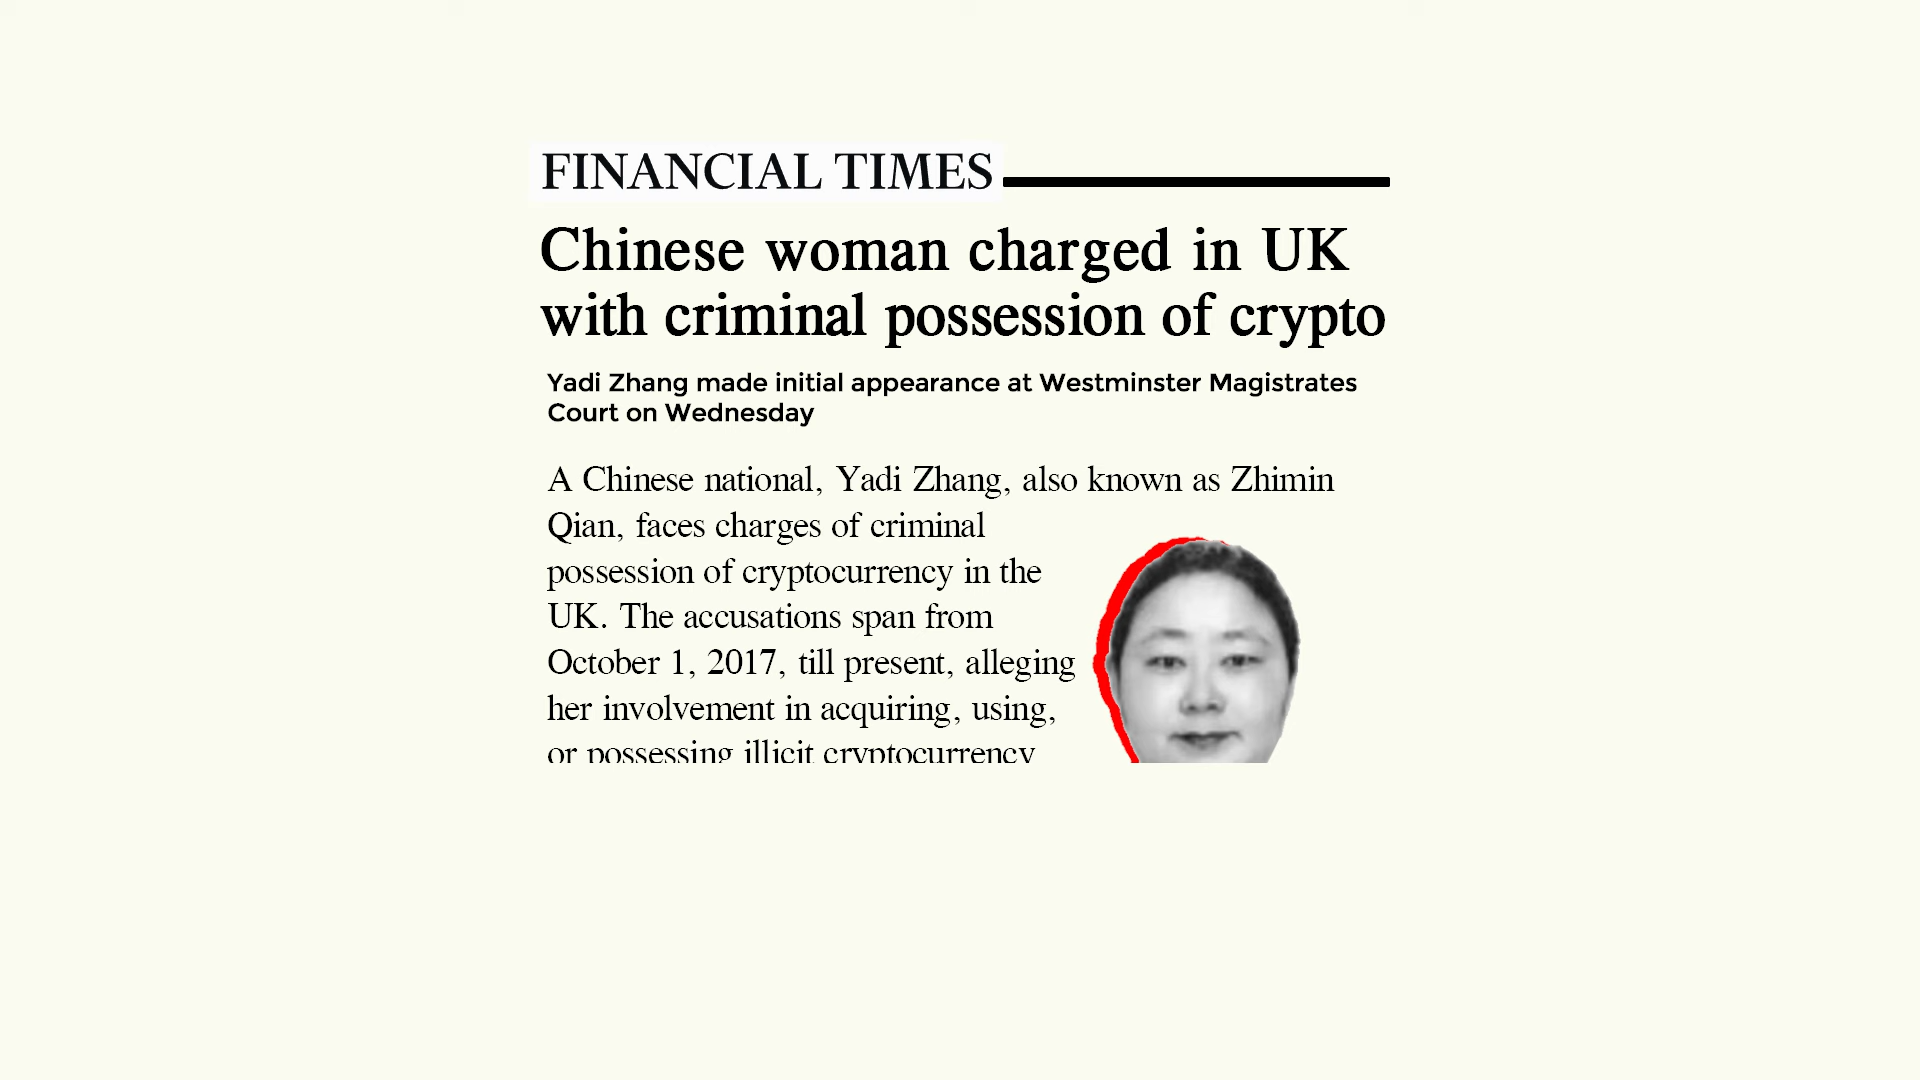 FINANCIAL TIMES
Chinese woman charged in UK
with criminal possession of crypto
Yadi Zhang made initial appearance at Westminster Magistrates
Court on Wednesday
A Chinese national, Yadi Zhang, also known as Zhimin
Qian, faces charges of criminal
possession of cryptocurrency in the
UK. The accusations span from
October 1, 2017, till present, alleging
her involvement in acquiring, using,
or possessing illicit cryptocurrency